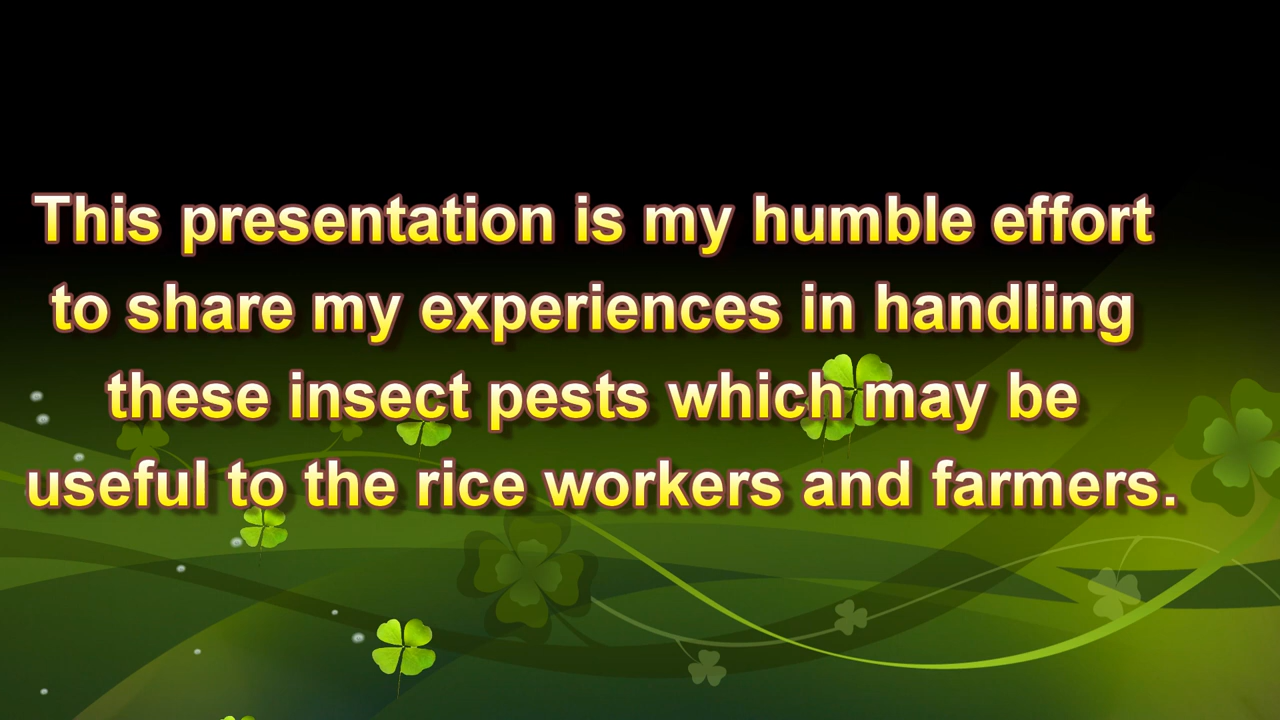 This presentation is my humble effort
to share my experiences in handling
these insect pests which may be
useful to the rice workers and farmers.